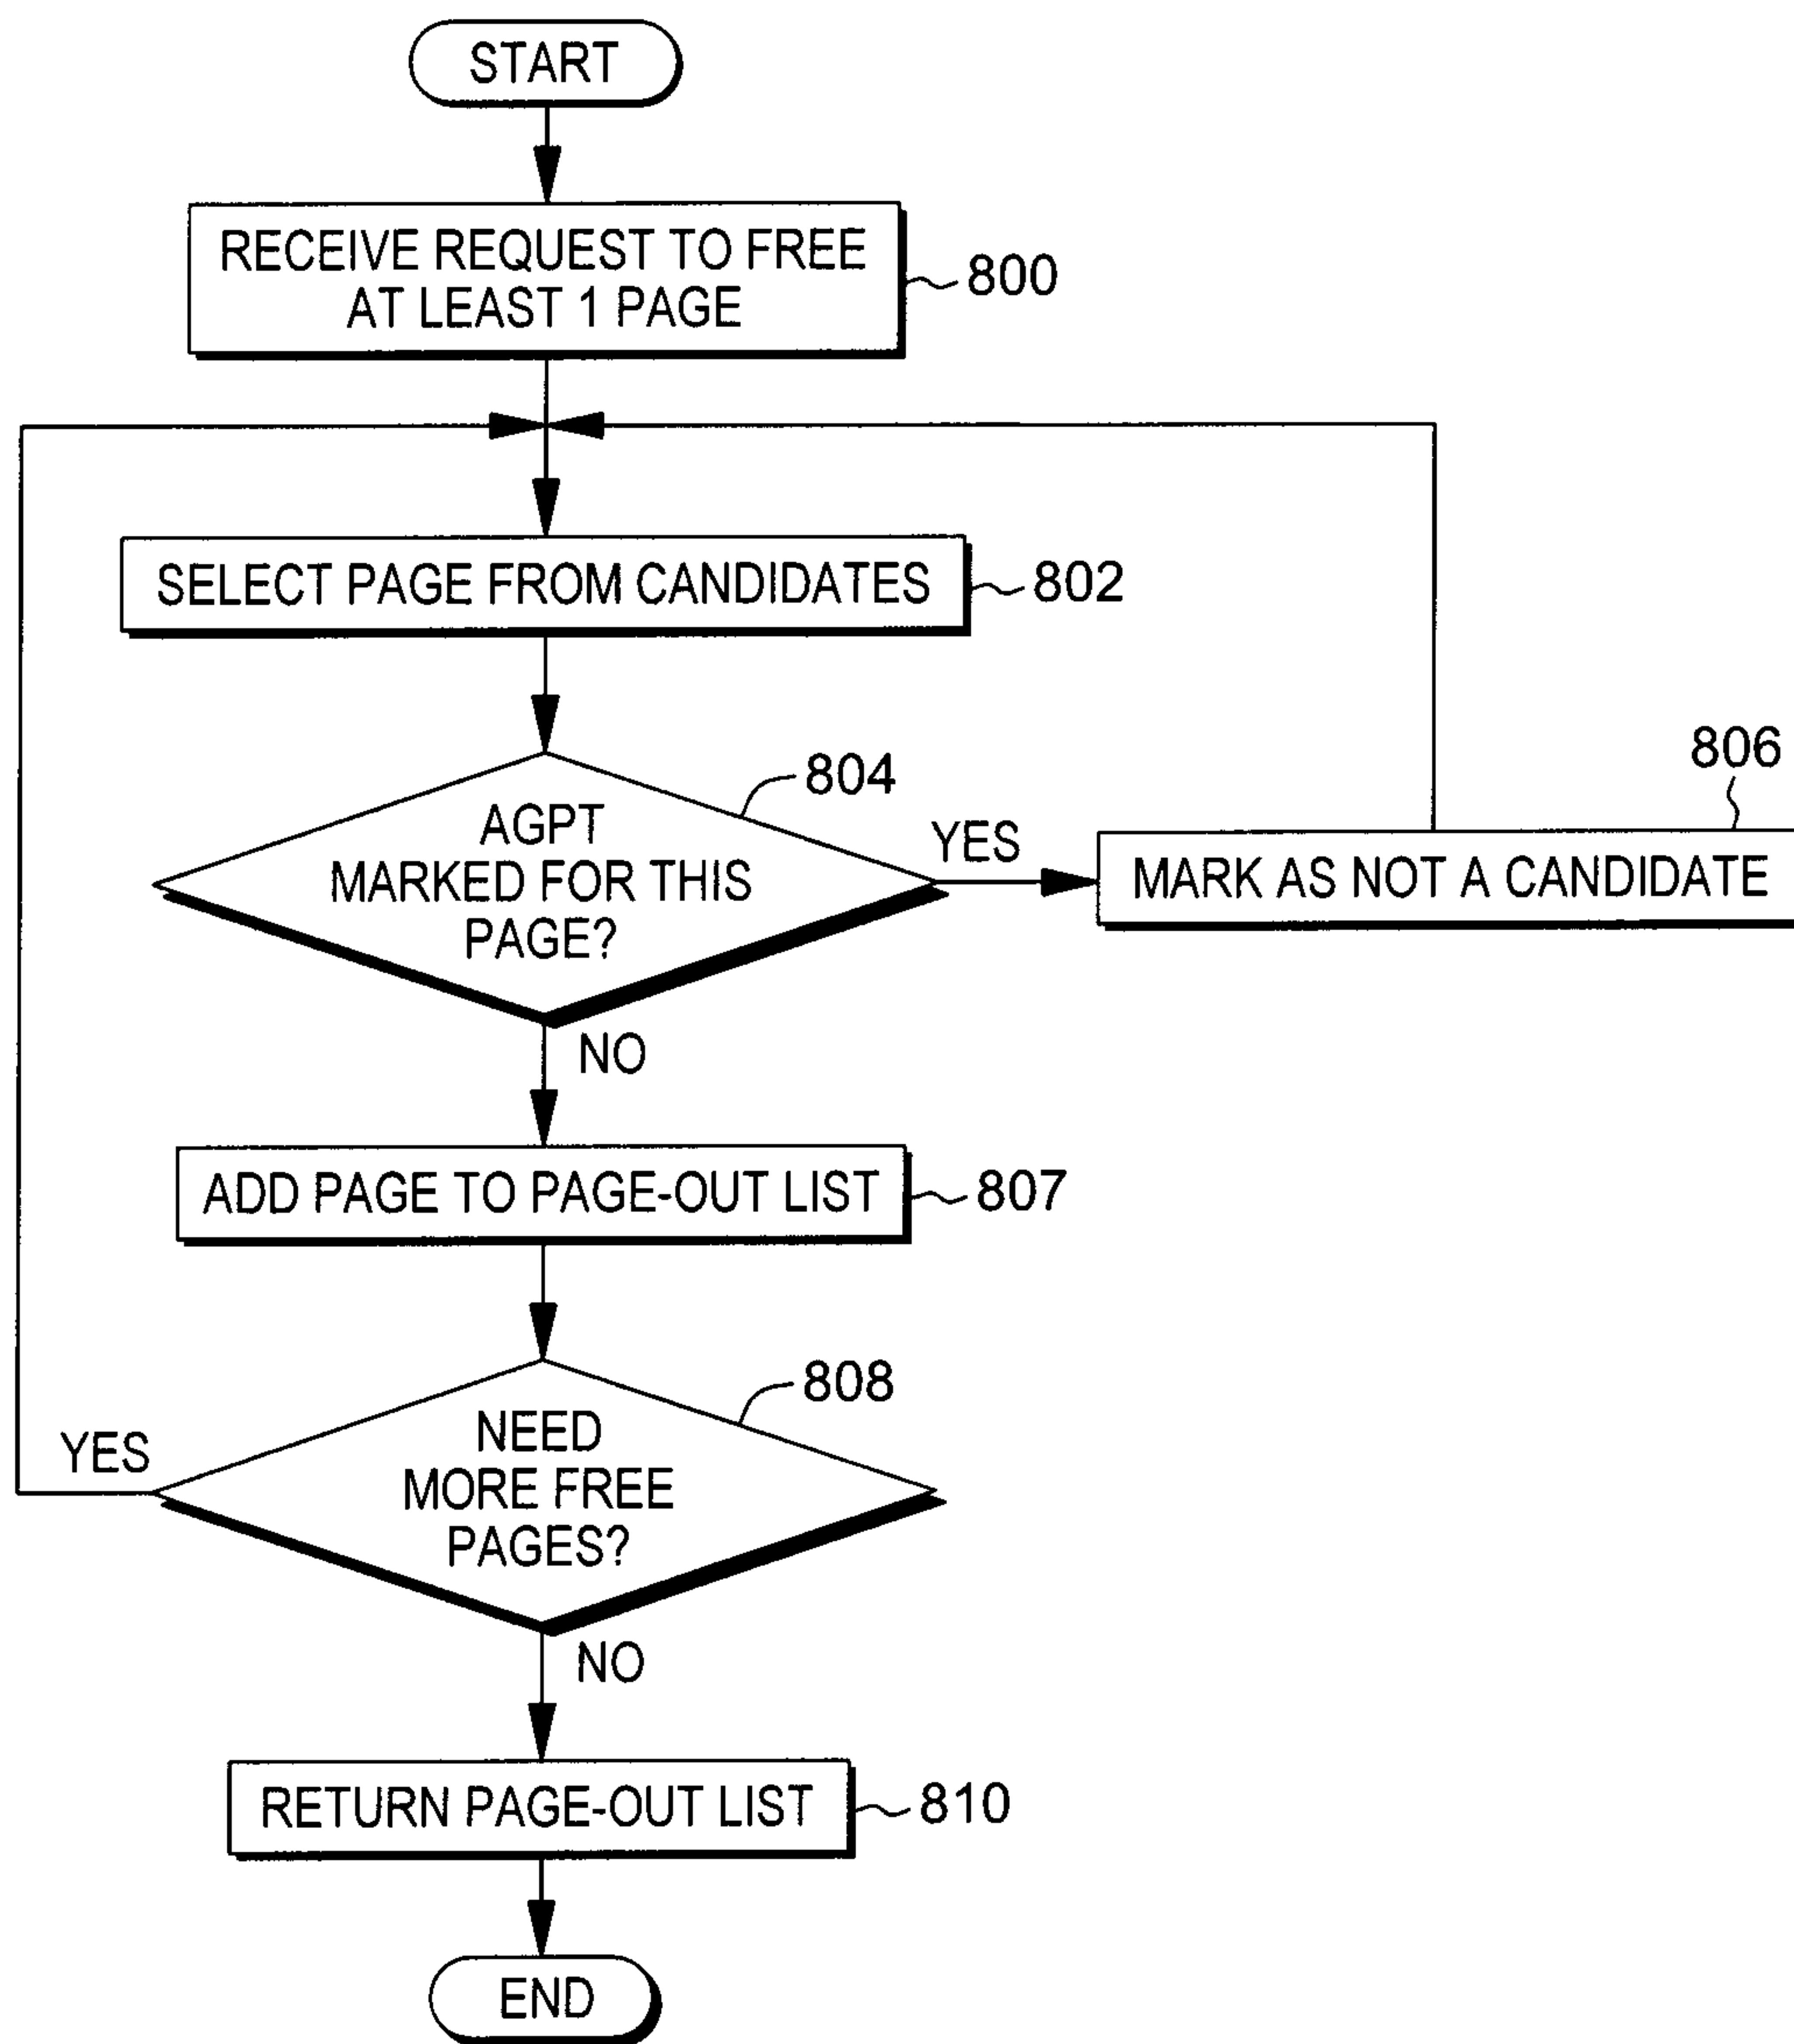 START
RECEIVE REQUEST TO FREE
AT LEAST 1 PAGE
800
SELECT PAGE FROM CANDIDATES
802
AGPT
MARKED FOR THIS
PAGE?
804
YES
MARK AS NOT A CANDIDATE
806
NO
ADD PAGE TO PAGE-OUT LIST
807
NEED
MORE FREE
PAGES?
808
YES
NO
RETURN PAGE-OUT LIST
810
END